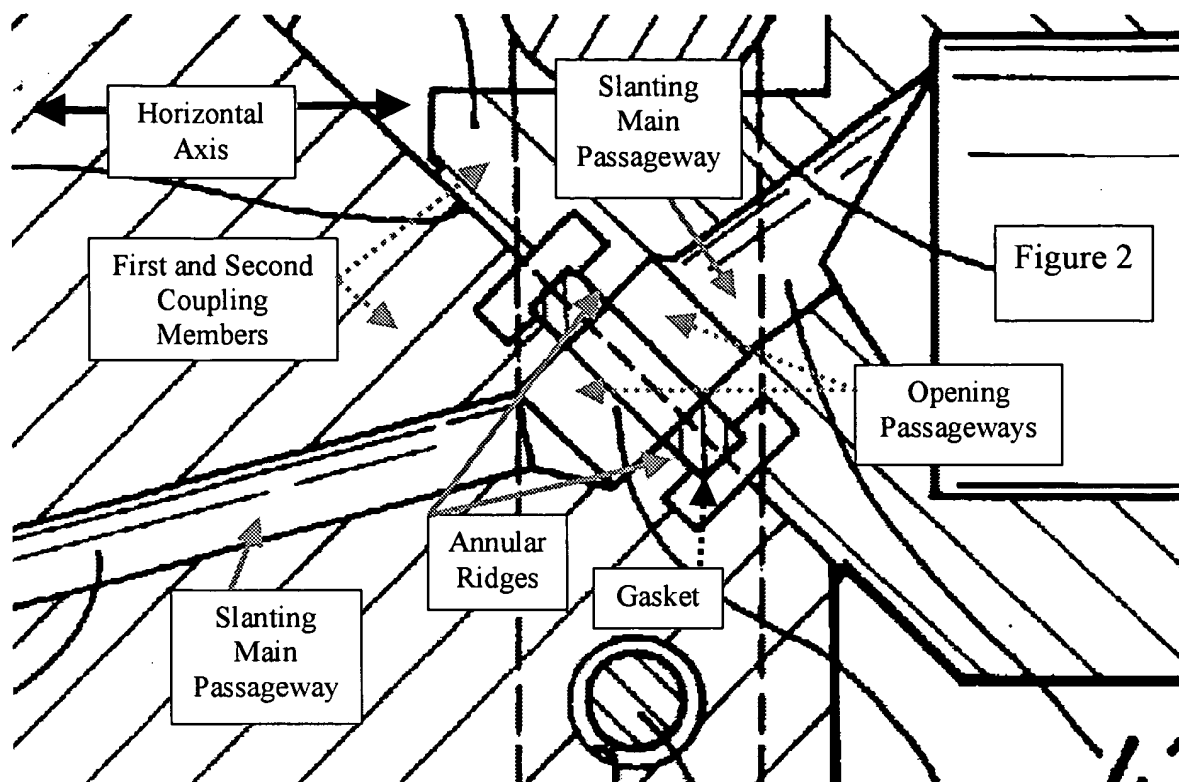 Horizontal
Axis
Slanting
Main
Passageway
First and Second
Coupling
Members
Figure 2
Opening
Passageways
Annular
Ridges
Gasket
Slanting
Main
Passageway